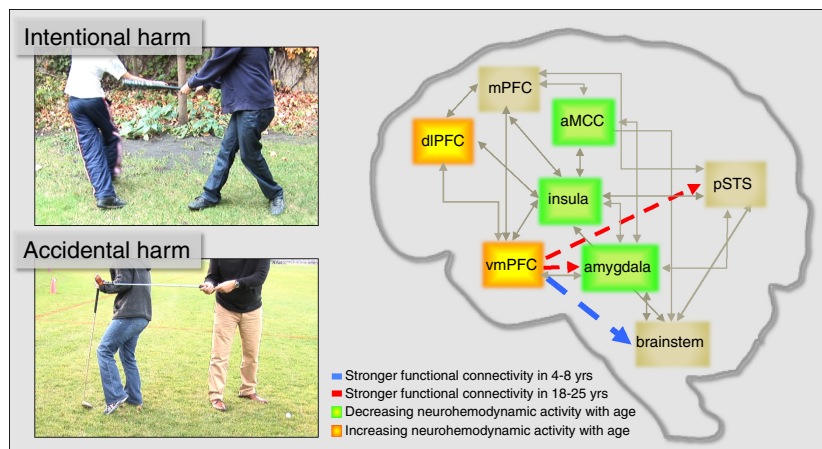 Intentional harm
Accidental harm
mPFC
aMCC
dlPFC
pSTS
insula
vmPFC
amygdala
brainstem
Stronger functional connectivity in 4-8 yrs
Stronger functional connectivity in 18-25 yrs
Decreasing neurohemodynamic activity with age
Increasing neurohemodynamic activity with age